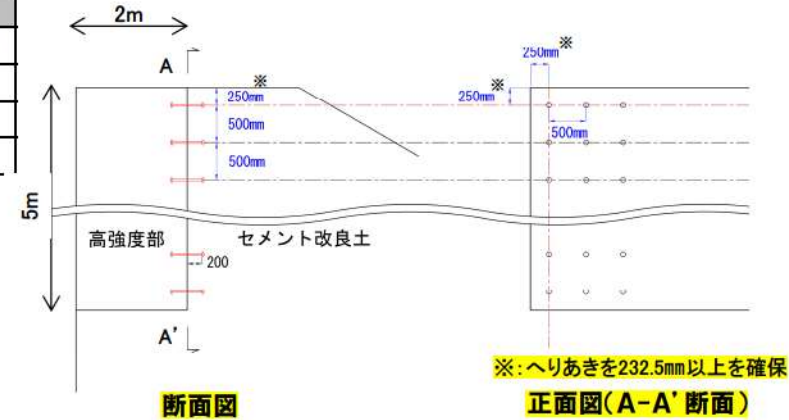 2m
A
※
250mm
500mm
500mm
5m
高強度部
セメント改良土
200
A'
断面図
250mm※
※
250mm
500mm
※:へりあきを232.5mm以上を確保
正面図(A-A'断面)